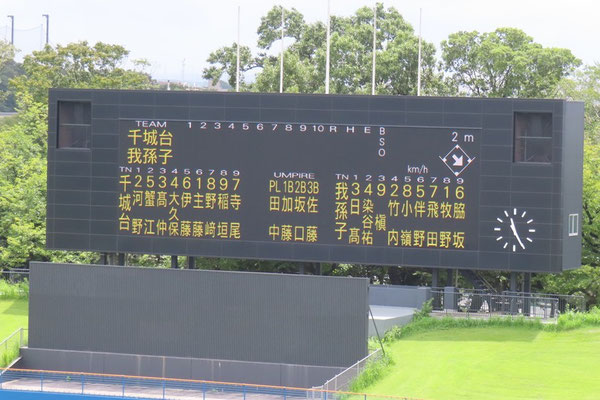 TEAM 1 2 3 4 5 6 7 8 9 10 R H E B
S
O
千城台
我孫子
2 m
km/h
TN 1 2 3 4 5 6 7 8 9 UMPIRE TN 1 2 3 4 5 6 7 8 9
千城台 2 5 3 4 6 1 8 9 7 PL 1B 2B 3B 我孫子 3 4 9 2 8 5 7 1 6
河野 蟹江 髙仲 大久保 伊藤 主藤 野崎 稲垣 寺尾 田中 加藤 坂口 佐藤 日髙 染谷祐 槇 竹内 小嶺 伴野 飛田 牧野 脇坂